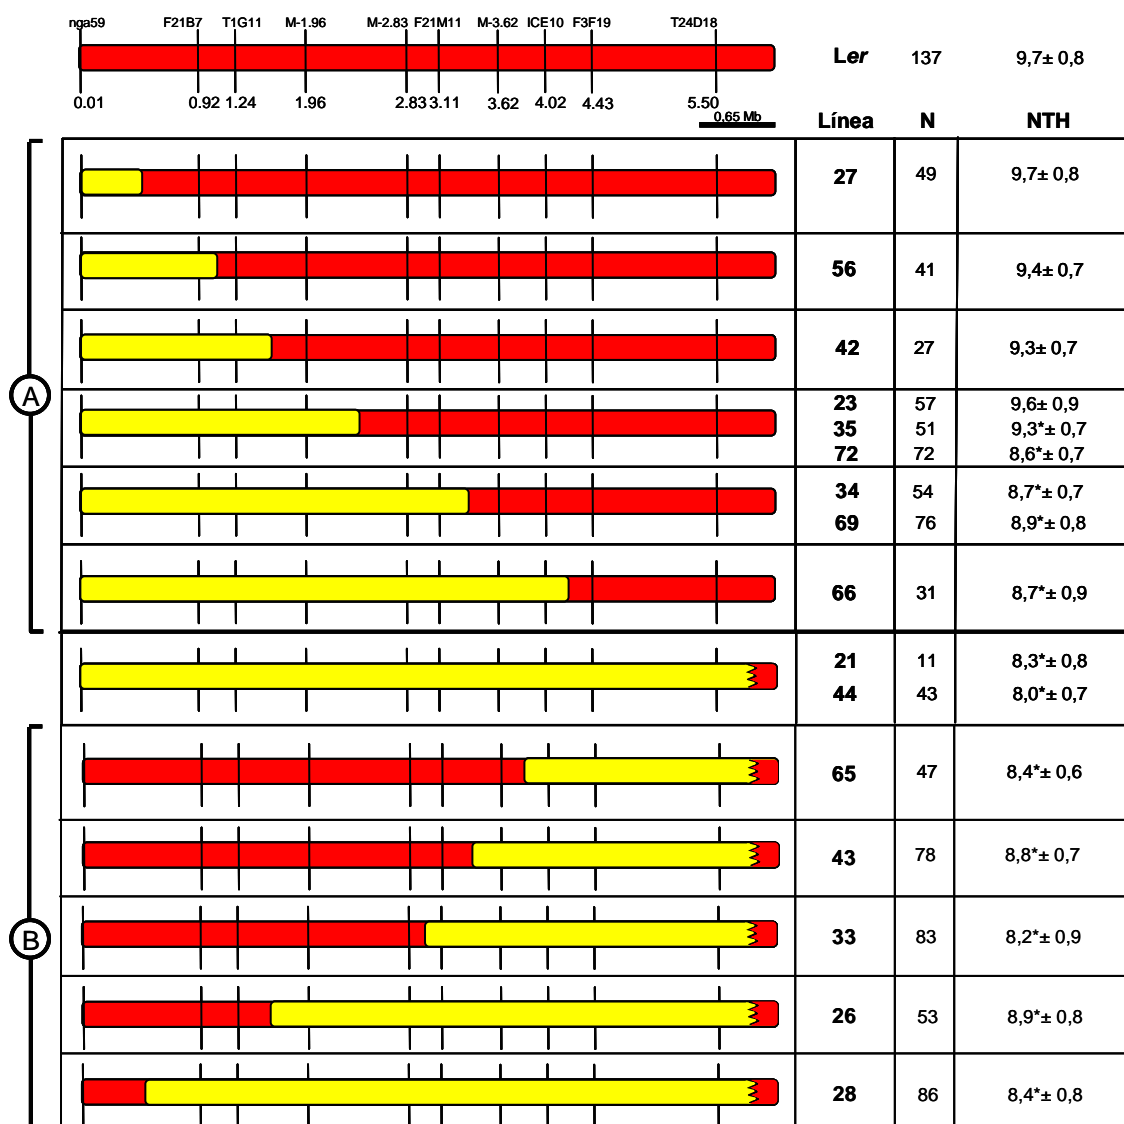 nga59 F21B7 T1G11 M-1.96 M-2.83 F21M11 M-3.62 ICE10 F3F19 T24D18
Ler 137 9,7± 0,8
0.01 0.92 1.24 1.96 2.83 3.11 3.62 4.02 4.43 5.50
0,65 Mb
Línea N NTH
27 49 9,7± 0,8
56 41 9,4± 0,7
42 27 9,3± 0,7
A
23 57 9,6± 0,9
35 51 9,3*± 0,7
72 72 8,6*± 0,7
34 54 8,7*± 0,7
69 76 8,9*± 0,8
66 31 8,7*± 0,9
21 11 8,3*± 0,8
44 43 8,0*± 0,7
65 47 8,4*± 0,6
43 78 8,8*± 0,7
B
33 83 8,2*± 0,9
26 53 8,9*± 0,8
28 86 8,4*± 0,8